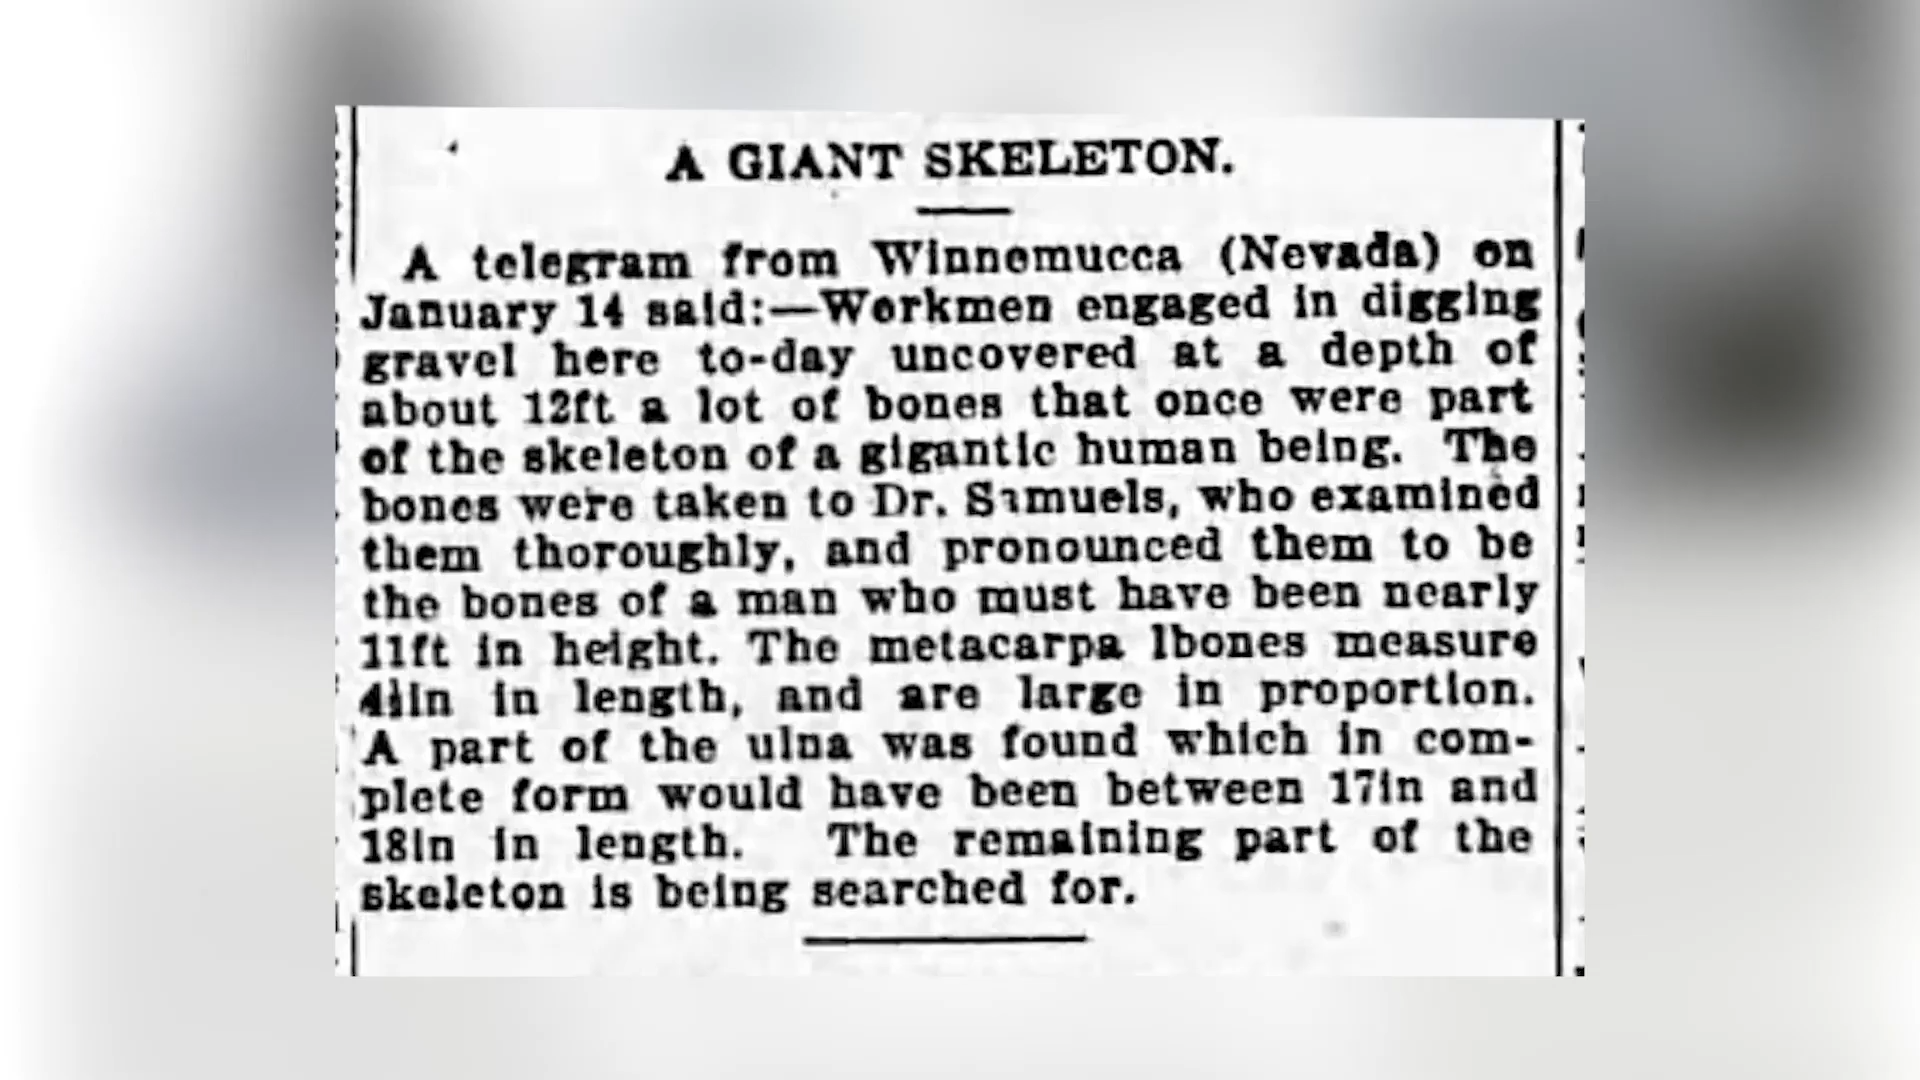 A GIANT SKELETON.
A telegram from Winnemucca (Nevada) on
January 14 said:—Workmen engaged in digging
gravel here to-day uncovered at a depth of
about 12ft a lot of bones that once were part
of the skeleton of a gigantic human being. The
bones were taken to Dr. Samuels, who examined
them thoroughly, and pronounced them to be
the bones of a man who must have been nearly
11ft in height. The metacarpa lbones measure
4½in in length, and are large in proportion.
A part of the ulna was found which in com-
plete form would have been between 17in and
18in in length. The remaining part of the
skeleton is being searched for.